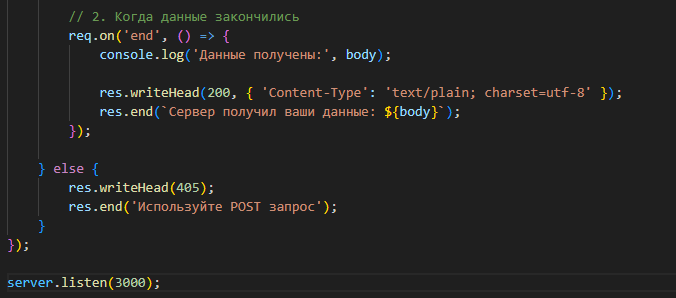 // 2. Когда данные закончились
req.on('end', () => {
console.log('Данные получены:', body);
res.writeHead(200, { 'Content-Type': 'text/plain; charset=utf-8' });
res.end(`Сервер получил ваши данные: ${body}`);
});
} else {
res.writeHead(405);
res.end('Используйте POST запрос');
}
});
server.listen(3000);